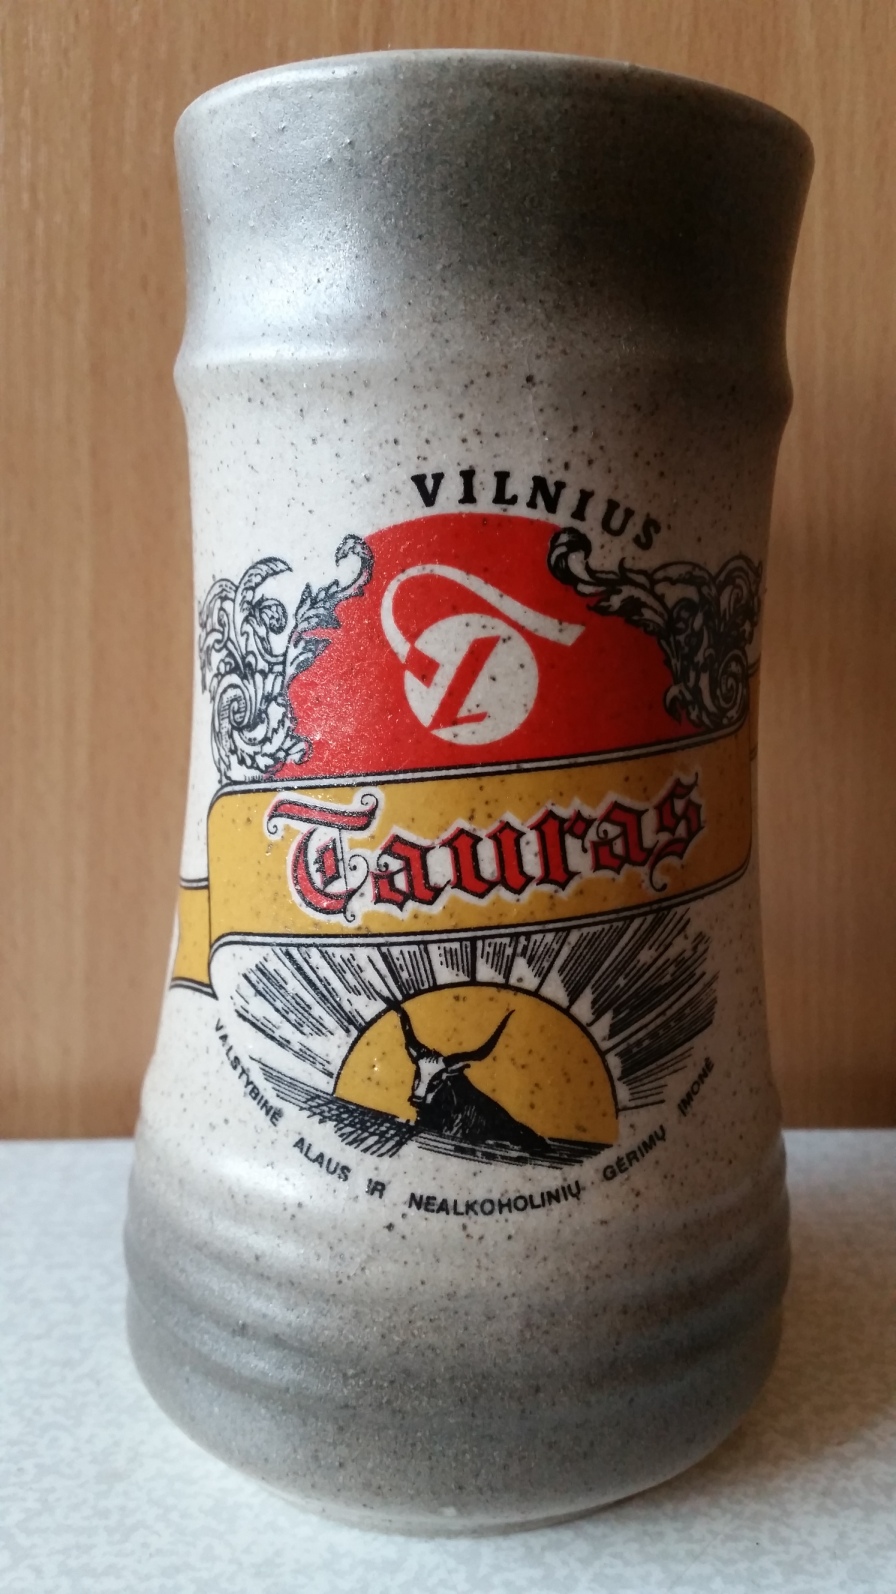 VILNIUS
Tauras
VALSTYBINĖ ALAUS IR NEALKOHOLINIŲ GĖRIMŲ ĮMONĖ